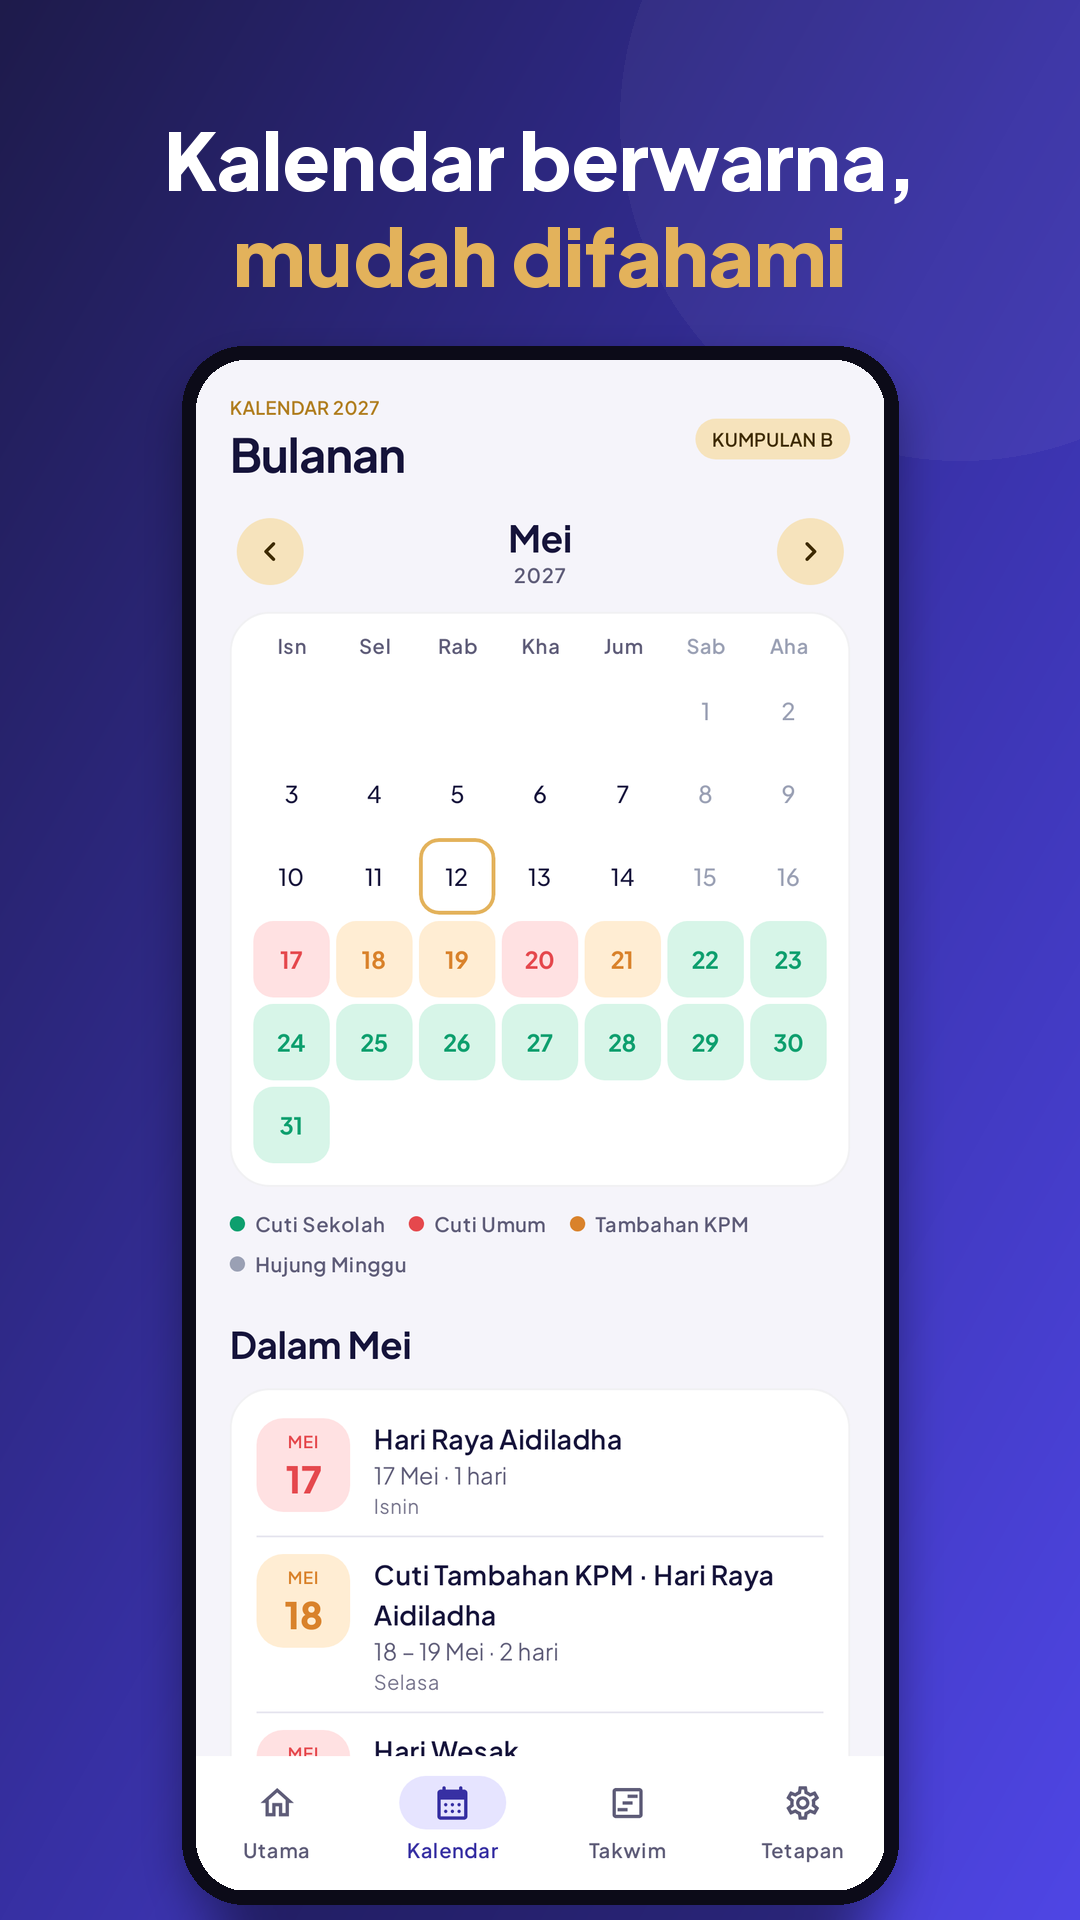 Kalendar berwarna,
mudah difahami
KALENDAR 2027
Bulanan
KUMPULAN B
Mei
2027
Isn Sel Rab Kha Jum Sab Aha
1 2
3 4 5 6 7 8 9
10 11 12 13 14 15 16
17 18 19 20 21 22 23
24 25 26 27 28 29 30
31
Cuti Sekolah Cuti Umum Tambahan KPM
Hujung Minggu
Dalam Mei
MEI
17
Hari Raya Aidiladha
17 Mei · 1 hari
Isnin
MEI
18
Cuti Tambahan KPM · Hari Raya
Aidiladha
18 – 19 Mei · 2 hari
Selasa
MEI
Hari Wesak
Utama Kalendar Takwim Tetapan